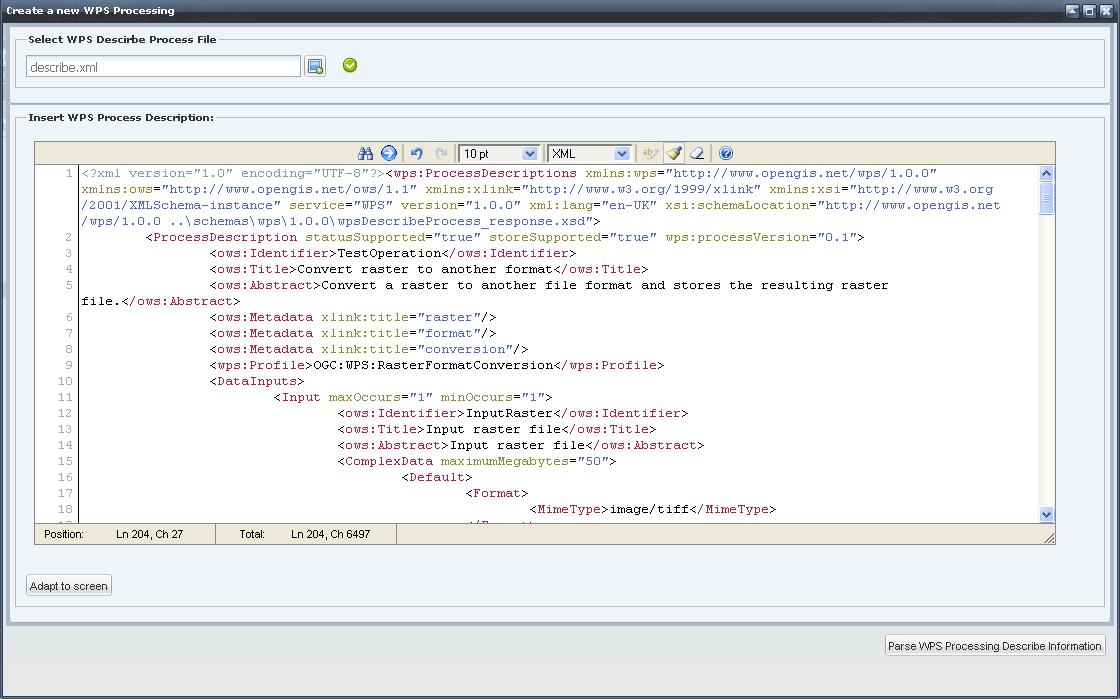 Create a new WPS Processing
Select WPS Descirbe Process File
describe.xml
Insert WPS Process Description:
10 pt XML
1 <?xml version="1.0" encoding="UTF-8"?><wps:ProcessDescriptions xmlns:wps="http://www.opengis.net/wps/1.0.0"
xmlns:ows="http://www.opengis.net/ows/1.1" xmlns:xlink="http://www.w3.org/1999/xlink" xmlns:xsi="http://www.w3.org
/2001/XMLSchema-instance" service="WPS" version="1.0.0" xml:lang="en-UK" xsi:schemaLocation="http://www.opengis.net
/wps/1.0.0 ..\schemas\wps\1.0.0\wpsDescribeProcess_response.xsd">
2 <ProcessDescription statusSupported="true" storeSupported="true" wps:processVersion="0.1">
3 <ows:Identifier>TestOperation</ows:Identifier>
4 <ows:Title>Convert raster to another format</ows:Title>
5 <ows:Abstract>Convert a raster to another file format and stores the resulting raster
file.</ows:Abstract>
6 <ows:Metadata xlink:title="raster"/>
7 <ows:Metadata xlink:title="format"/>
8 <ows:Metadata xlink:title="conversion"/>
9 <wps:Profile>OGC:WPS:RasterFormatConversion</wps:Profile>
10 <DataInputs>
11 <Input maxOccurs="1" minOccurs="1">
12 <ows:Identifier>InputRaster</ows:Identifier>
13 <ows:Title>Input raster file</ows:Title>
14 <ows:Abstract>Input raster file</ows:Abstract>
15 <ComplexData maximumMegabytes="50">
16 <Default>
17 <Format>
18 <MimeType>image/tiff</MimeType>
Position: Ln 204, Ch 27 Total: Ln 204, Ch 6497
Adapt to screen
Parse WPS Processing Describe Information